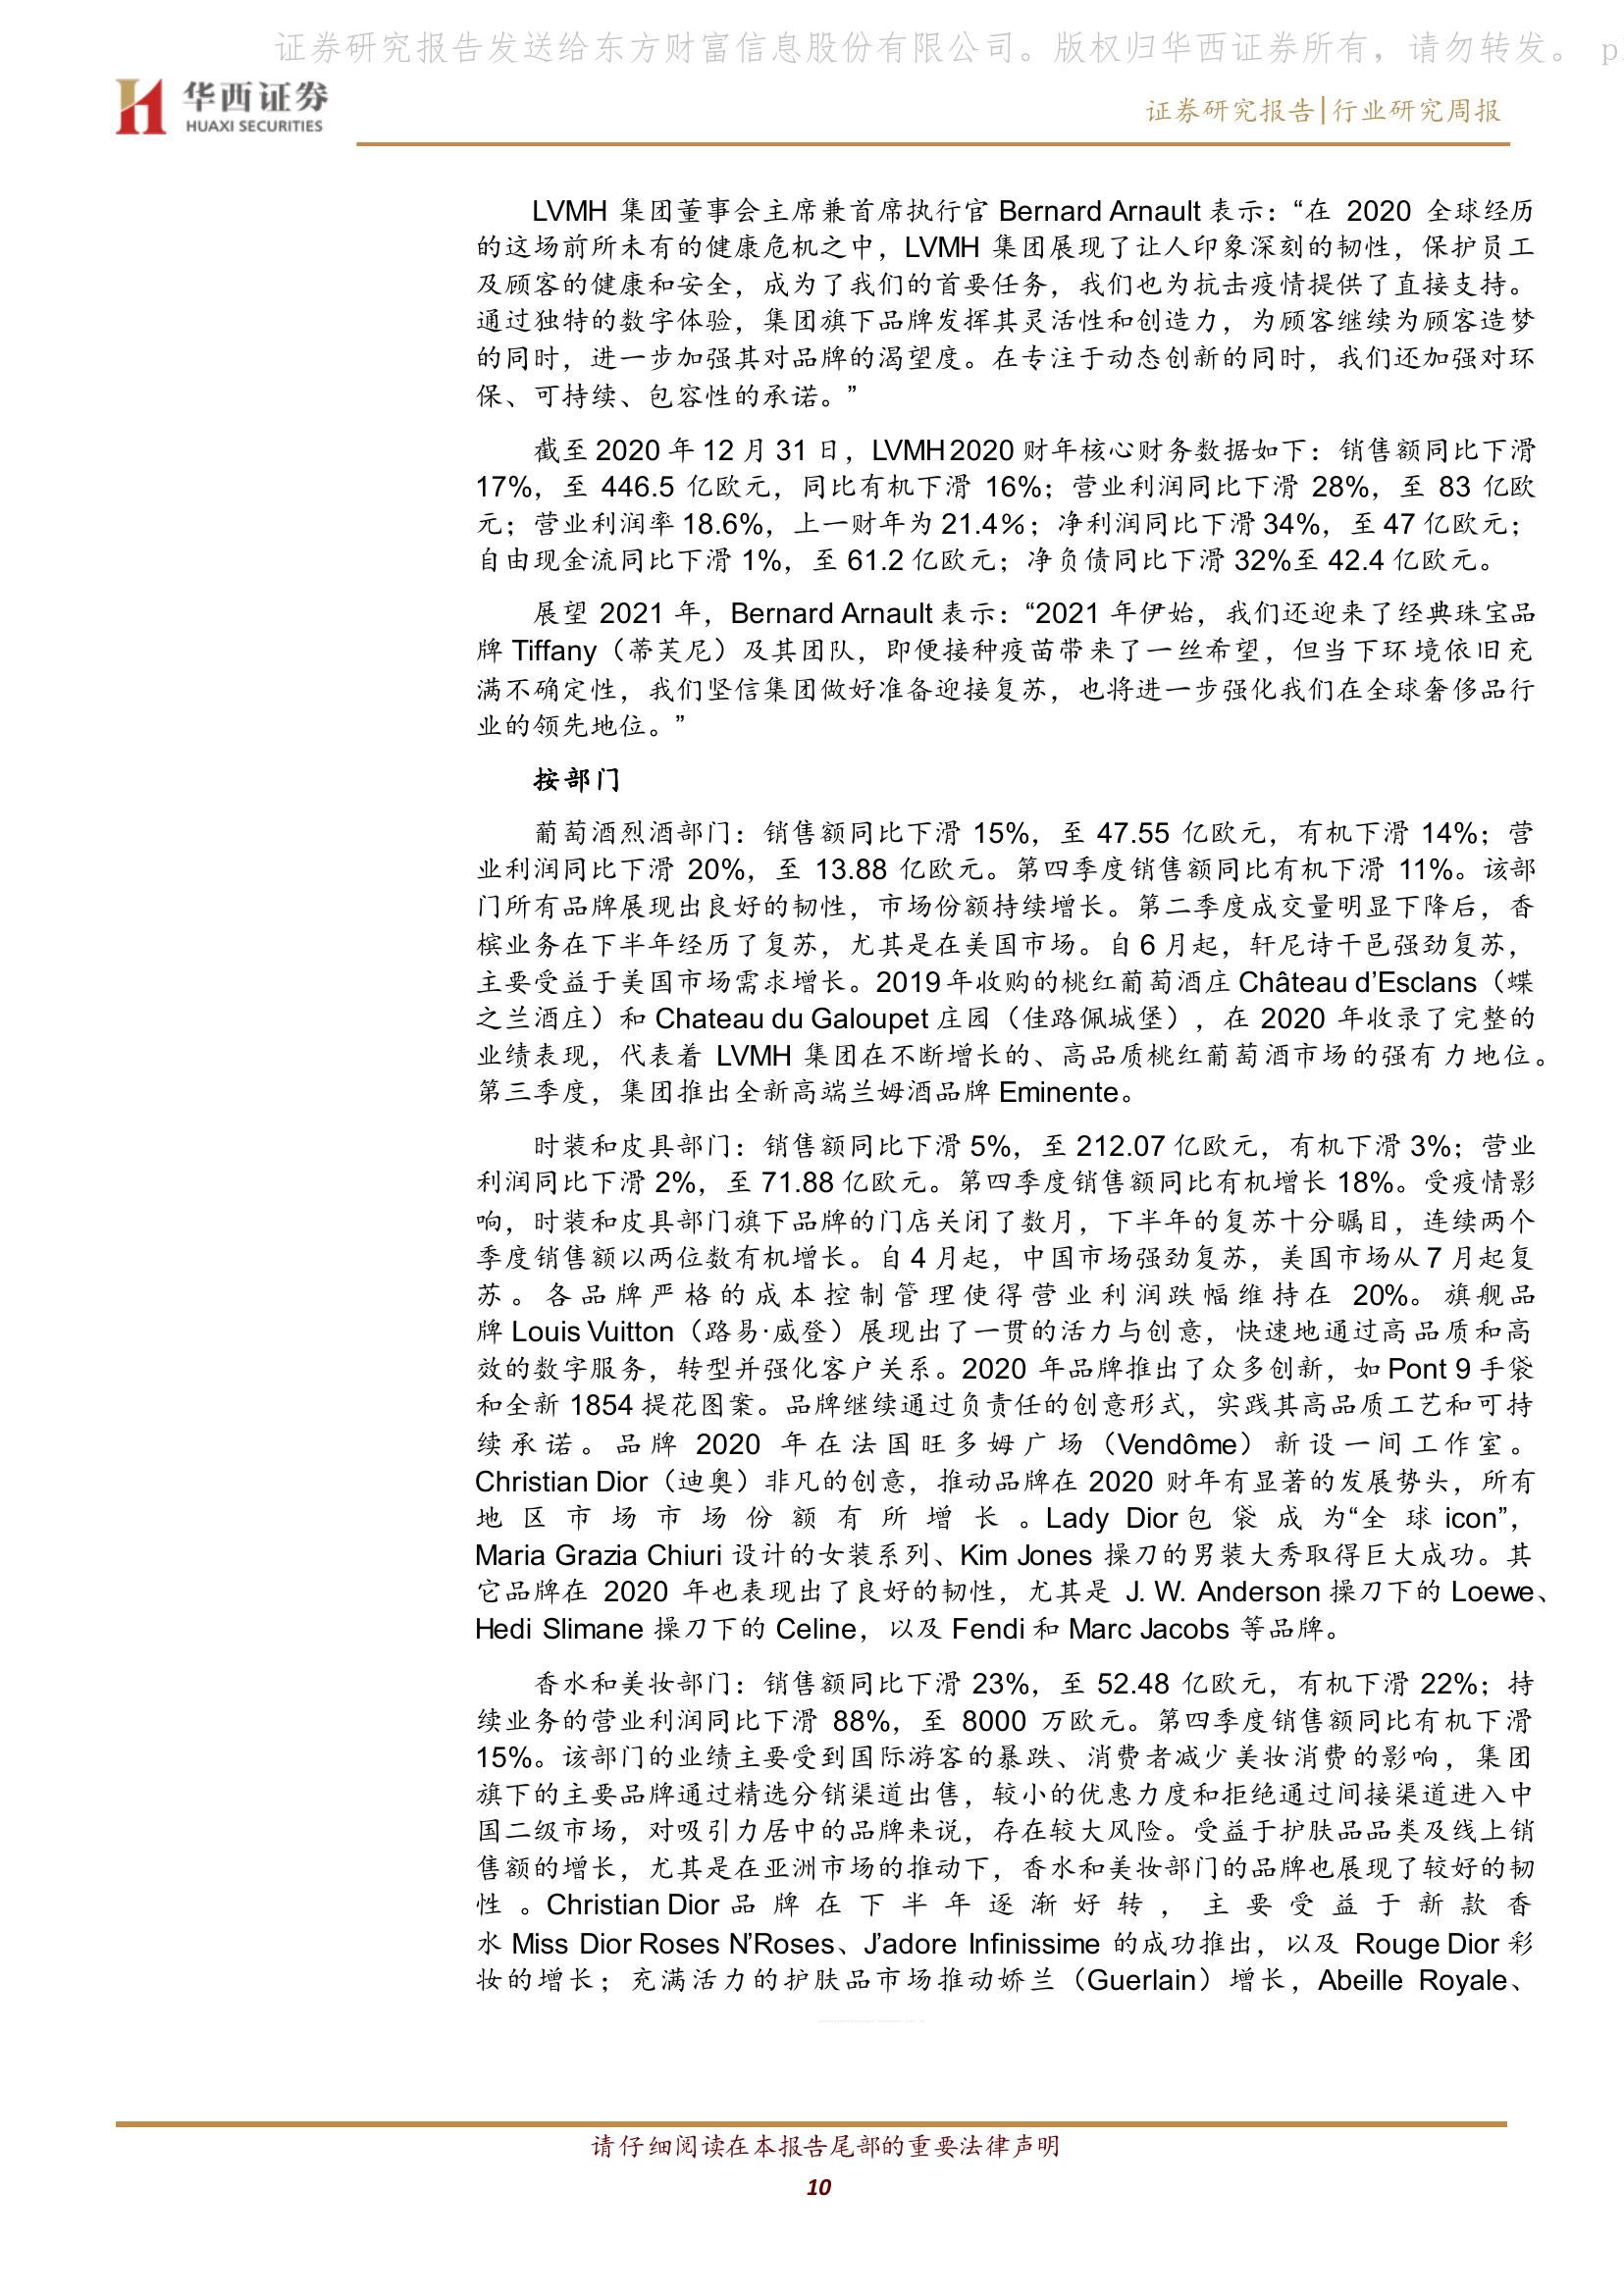 证券研究报告发送给东方财富信息股份有限公司。版权归华西证券所有，请勿转发。 p
华西证券
HUAXI SECURITIES
证券研究报告|行业研究周报
LVMH 集团董事会主席兼首席执行官 Bernard Arnault 表示：“在 2020 全球经历
的这场前所未有的健康危机之中，LVMH 集团展现了让人印象深刻的韧性，保护员工
及顾客的健康和安全，成为了我们的首要任务，我们也为抗击疫情提供了直接支持。
通过独特的数字体验，集团旗下品牌发挥其灵活性和创造力，为顾客继续为顾客造梦
的同时，进一步加强其对品牌的渴望度。在专注于动态创新的同时，我们还加强对环
保、可持续、包容性的承诺。”
截至 2020 年 12 月 31 日，LVMH 2020 财年核心财务数据如下：销售额同比下滑
17%，至 446.5 亿欧元，同比有机下滑 16%；营业利润同比下滑 28%，至 83 亿欧
元；营业利润率 18.6%，上一财年为 21.4%；净利润同比下滑 34%，至 47 亿欧元；
自由现金流同比下滑 1%，至 61.2 亿欧元；净负债同比下滑 32%至 42.4 亿欧元。
展望 2021 年，Bernard Arnault 表示：“2021 年伊始，我们还迎来了经典珠宝品
牌 Tiffany（蒂芙尼）及其团队，即便接种疫苗带来了一丝希望，但当下环境依旧充
满不确定性，我们坚信集团做好准备迎接复苏，也将进一步强化我们在全球奢侈品行
业的领先地位。”
按部门
葡萄酒烈酒部门：销售额同比下滑 15%，至 47.55 亿欧元，有机下滑 14%；营
业利润同比下滑 20%，至 13.88 亿欧元。第四季度销售额同比有机下滑 11%。该部
门所有品牌展现出良好的韧性，市场份额持续增长。第二季度成交量明显下降后，香
槟业务在下半年经历了复苏，尤其是在美国市场。自 6 月起，轩尼诗干邑强劲复苏，
主要受益于美国市场需求增长。2019 年收购的桃红葡萄酒庄 Château d’Esclans（蝶
之兰酒庄）和 Chateau du Galoupet 庄园（佳路佩城堡），在 2020 年收录了完整的
业绩表现，代表着 LVMH 集团在不断增长的、高品质桃红葡萄酒市场的强有力地位。
第三季度，集团推出全新高端兰姆酒品牌 Eminente。
时装和皮具部门：销售额同比下滑 5%，至 212.07 亿欧元，有机下滑 3%；营业
利润同比下滑 2%，至 71.88 亿欧元。第四季度销售额同比有机增长 18%。受疫情影
响，时装和皮具部门旗下品牌的门店关闭了数月，下半年的复苏十分瞩目，连续两个
季度销售额以两位数有机增长。自 4 月起，中国市场强劲复苏，美国市场从 7 月起复
苏。各品牌严格的成本控制管理使得营业利润跌幅维持在 20%。旗舰品
牌 Louis Vuitton（路易·威登）展现出了一贯的活力与创意，快速地通过高品质和高
效的数字服务，转型并强化客户关系。2020 年品牌推出了众多创新，如 Pont 9 手袋
和全新 1854 提花图案。品牌继续通过负责任的创意形式，实践其高品质工艺和可持
续承诺。品牌 2020 年在法国旺多姆广场（Vendôme）新设一间工作室。
Christian Dior（迪奥）非凡的创意，推动品牌在 2020 财年有显著的发展势头，所有
地区市场市场份额有所增长。Lady Dior 包袋成为“全球 icon”，
Maria Grazia Chiuri 设计的女装系列、Kim Jones 操刀的男装大秀取得巨大成功。其
它品牌在 2020 年也表现出了良好的韧性，尤其是 J. W. Anderson 操刀下的 Loewe、
Hedi Slimane 操刀下的 Celine，以及 Fendi 和 Marc Jacobs 等品牌。
香水和美妆部门：销售额同比下滑 23%，至 52.48 亿欧元，有机下滑 22%；持
续业务的营业利润同比下滑 88%，至 8000 万欧元。第四季度销售额同比有机下滑
15%。该部门的业绩主要受到国际游客的暴跌、消费者减少美妆消费的影响，集团
旗下的主要品牌通过精选分销渠道出售，较小的优惠力度和拒绝通过间接渠道进入中
国二级市场，对吸引力居中的品牌来说，存在较大风险。受益于护肤品品类及线上销
售额的增长，尤其是在亚洲市场的推动下，香水和美妆部门的品牌也展现了较好的韧
性。Christian Dior 品牌在下半年逐渐好转，主要受益于新款香
水 Miss Dior Roses N’Roses、J’adore Infinissime 的成功推出，以及 Rouge Dior 彩
妆的增长；充满活力的护肤品市场推动娇兰（Guerlain）增长，Abeille Royale、
请仔细阅读在本报告尾部的重要法律声明
10